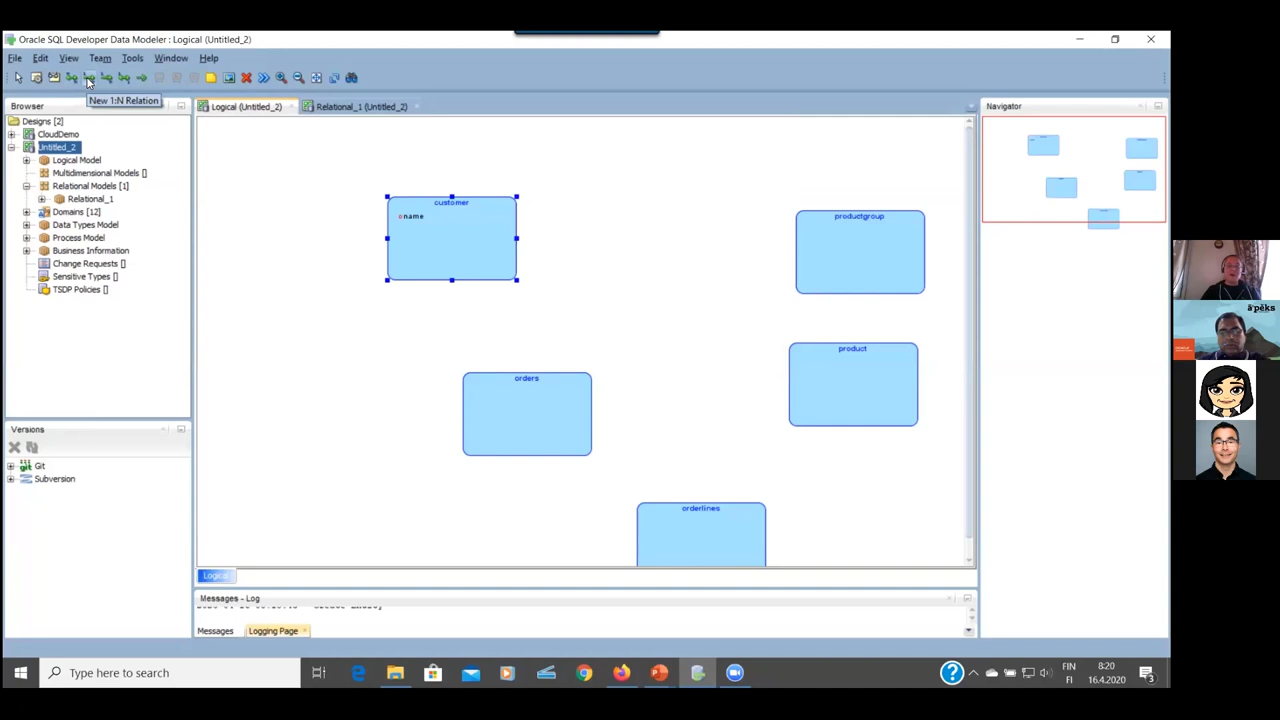 Oracle SQL Developer Data Modeler : Logical (Untitled_2)
File Edit View Team Tools Window Help
New 1:N Relation
Browser
Designs [2]
CloudDemo
Untitled_2
Logical Model
Multidimensional Models []
Relational Models [1]
Relational_1
Domains [12]
Data Types Model
Process Model
Business Information
Change Requests []
Sensitive Types []
TSDP Policies []
Versions
Git
Subversion
Logical (Untitled_2)
Relational_1 (Untitled_2)
customer
o name
productgroup
product
orders
orderlines
Logical
Messages - Log
Messages
Logging Page
Navigator
āpěks
ORACLE
Type here to search
FIN
FI
8:20
16.4.2020
3